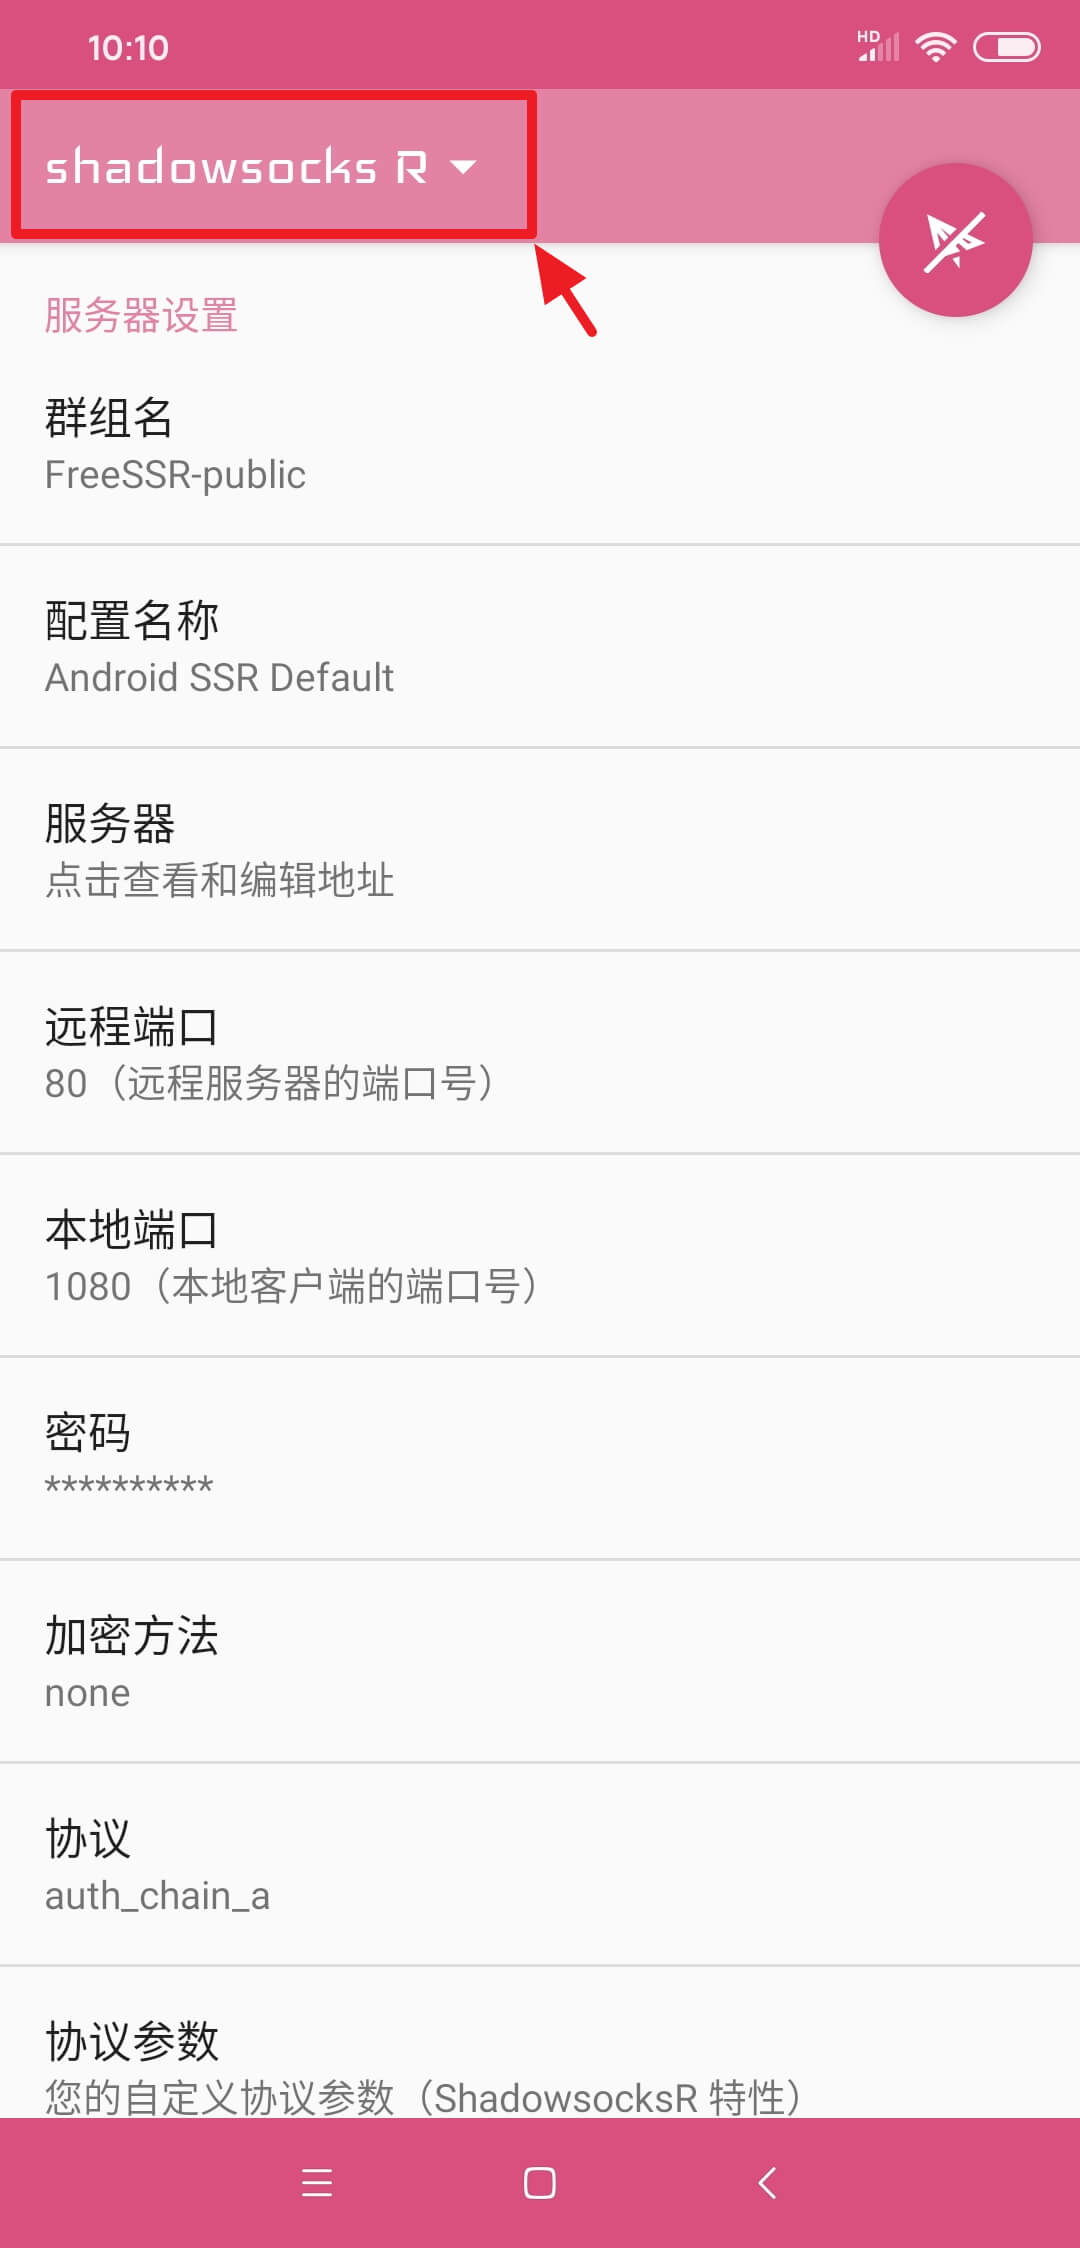 10:10
HD
shadowsocks R
服务器设置
群组名
FreeSSR-public
配置名称
Android SSR Default
服务器
点击查看和编辑地址
远程端口
80（远程服务器的端口号）
本地端口
1080（本地客户端的端口号）
密码
**********
加密方法
none
协议
auth_chain_a
协议参数
您的自定义协议参数（ShadowsocksR 特性）